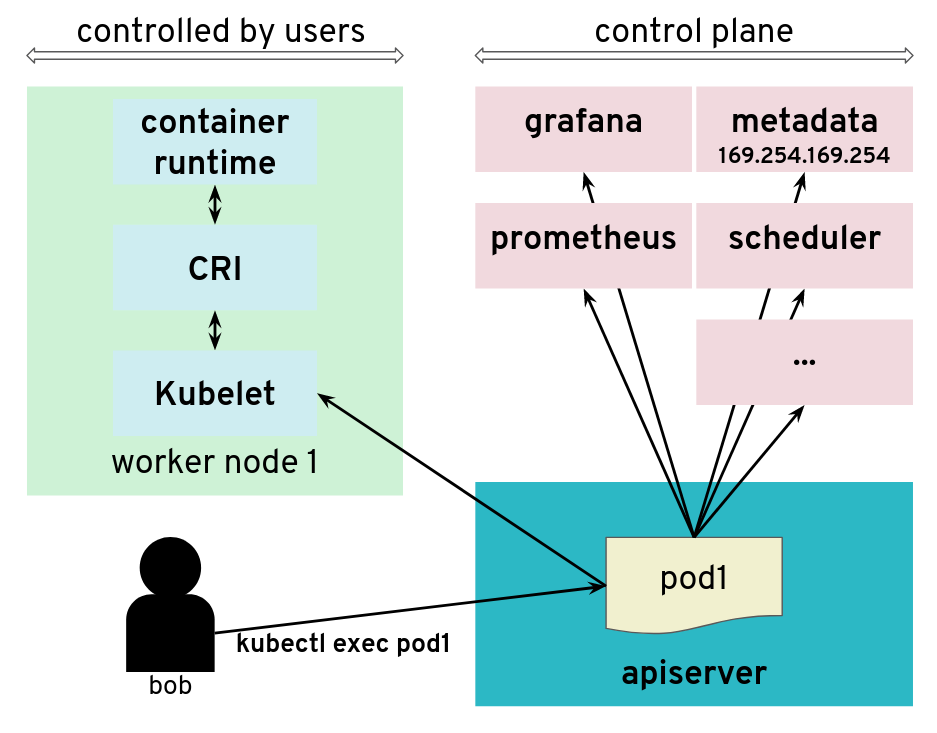 controlled by users
control plane
container
runtime
CRI
Kubelet
worker node 1
grafana
metadata
169.254.169.254
prometheus
scheduler
...
pod1
apiserver
kubectl exec pod1
bob